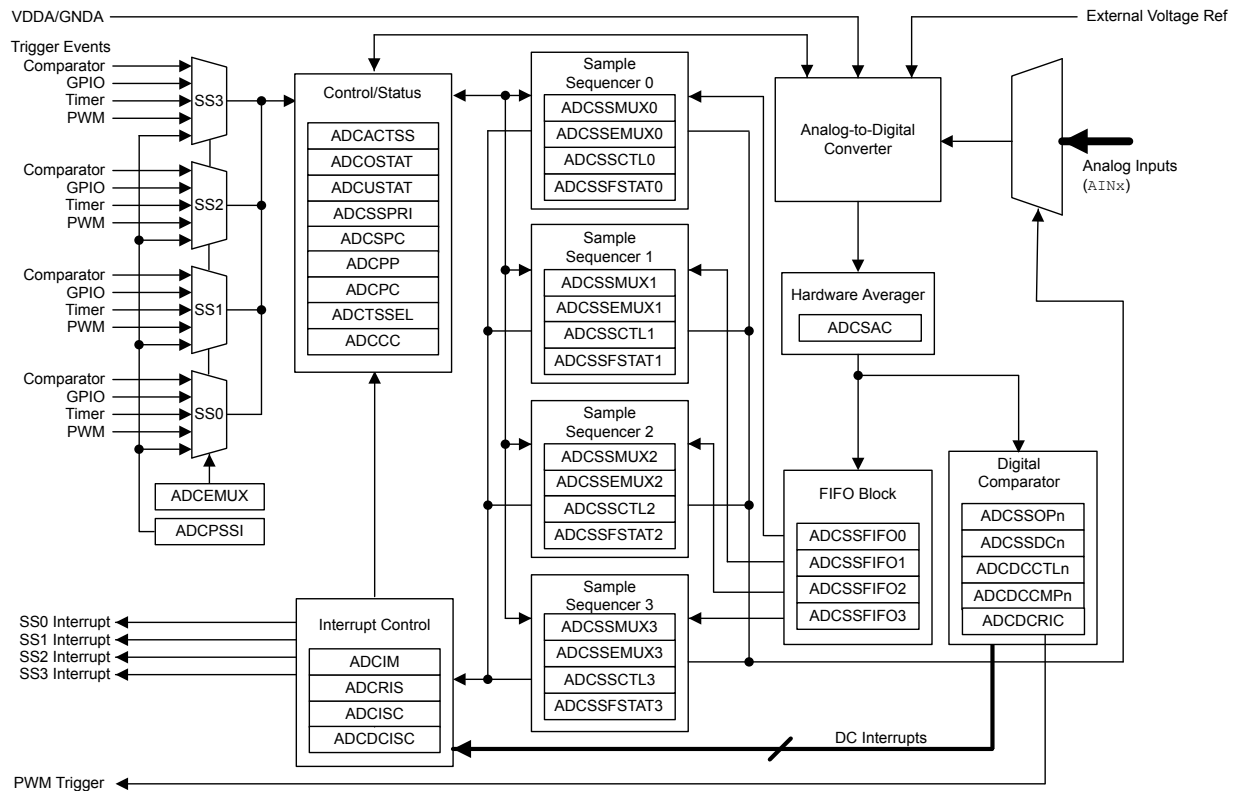 VDDA/GNDA
External Voltage Ref
Trigger Events
Comparator
GPIO
Timer
PWM
SS3
Comparator
GPIO
Timer
PWM
SS2
Comparator
GPIO
Timer
PWM
SS1
Comparator
GPIO
Timer
PWM
SS0
ADCEMUX
ADCPSSI
Control/Status
ADCACTSS
ADCOSTAT
ADCUSTAT
ADCSSPRI
ADCSPC
ADCPP
ADCPC
ADCTSSEL
ADCCC
Sample
Sequencer 0
ADCSSMUX0
ADCSSEMUX0
ADCSSCTL0
ADCSSFSTAT0
Sample
Sequencer 1
ADCSSMUX1
ADCSSEMUX1
ADCSSCTL1
ADCSSFSTAT1
Sample
Sequencer 2
ADCSSMUX2
ADCSSEMUX2
ADCSSCTL2
ADCSSFSTAT2
Sample
Sequencer 3
ADCSSMUX3
ADCSSEMUX3
ADCSSCTL3
ADCSSFSTAT3
Analog-to-Digital
Converter
Analog Inputs
(AINx)
Hardware Averager
ADCSAC
FIFO Block
ADCSSFIFO0
ADCSSFIFO1
ADCSSFIFO2
ADCSSFIFO3
Digital
Comparator
ADCSSOPn
ADCSSDCn
ADCDCCTLn
ADCDCCMPn
ADCDCRIC
SS0 Interrupt
SS1 Interrupt
SS2 Interrupt
SS3 Interrupt
Interrupt Control
ADCIM
ADCRIS
ADCISC
ADCDCISC
DC Interrupts
PWM Trigger